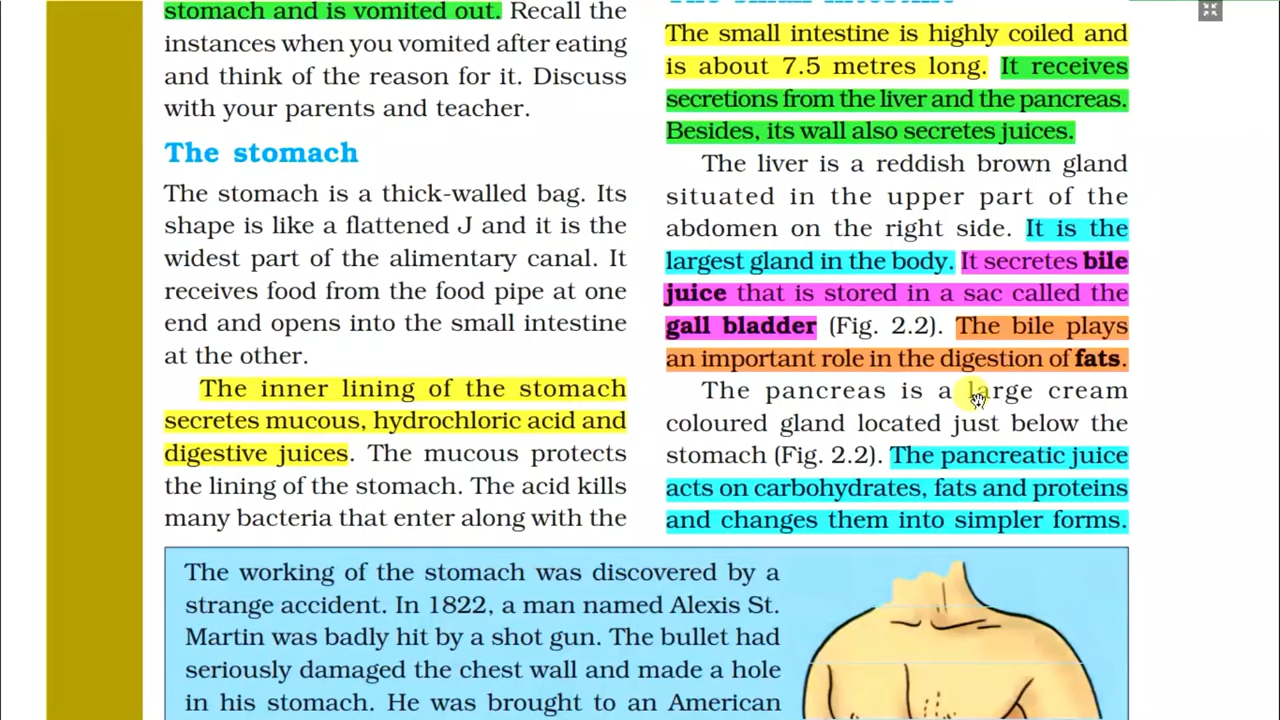 stomach and is vomited out. Recall the
instances when you vomited after eating
and think of the reason for it. Discuss
with your parents and teacher.
The stomach
The stomach is a thick-walled bag. Its
shape is like a flattened J and it is the
widest part of the alimentary canal. It
receives food from the food pipe at one
end and opens into the small intestine
at the other.
The inner lining of the stomach
secretes mucous, hydrochloric acid and
digestive juices. The mucous protects
the lining of the stomach. The acid kills
many bacteria that enter along with the
The small intestine
The small intestine is highly coiled and
is about 7.5 metres long. It receives
secretions from the liver and the pancreas.
Besides, its wall also secretes juices.
The liver is a reddish brown gland
situated in the upper part of the
abdomen on the right side. It is the
largest gland in the body. It secretes bile
juice that is stored in a sac called the
gall bladder (Fig. 2.2). The bile plays
an important role in the digestion of fats.
The pancreas is a large cream
coloured gland located just below the
stomach (Fig. 2.2). The pancreatic juice
acts on carbohydrates, fats and proteins
and changes them into simpler forms.
The working of the stomach was discovered by a
strange accident. In 1822, a man named Alexis St.
Martin was badly hit by a shot gun. The bullet had
seriously damaged the chest wall and made a hole
in his stomach. He was brought to an American